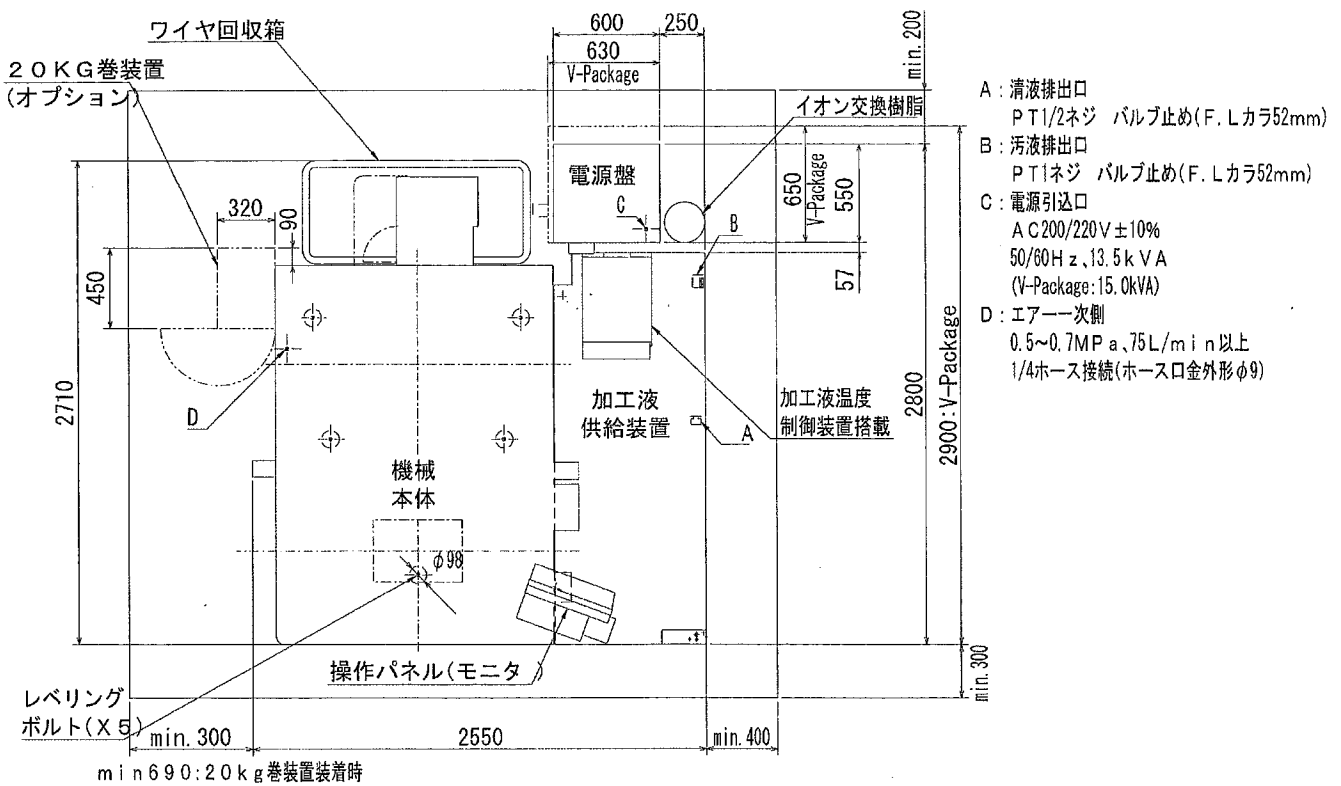 ワイヤ回収箱
20KG巻装置
(オプション)
600
250
630
V-Package
min.200
イオン交換樹脂
電源盤
C
B
650
V-Package
550
57
320
90
450
2710
D
加工液
供給装置
加工液温度
制御装置搭載
A
2800
2900:V-Package
機械
本体
φ98
操作パネル(モニタ)
レベリング
ボルト(X5)
min.300
2550
min.400
min.300
min690:20kg巻装置装着時
A:清液排出口
PT1/2ネジ バルブ止め(F.Lカラ52mm)
B:汚液排出口
PT1ネジ バルブ止め(F.Lカラ52mm)
C:電源引込口
AC200/220V±10%
50/60Hz、13.5kVA
(V-Package:15.0kVA)
D:エアー一次側
0.5~0.7MPa、75L/min以上
1/4ホース接続(ホース口金外形φ9)